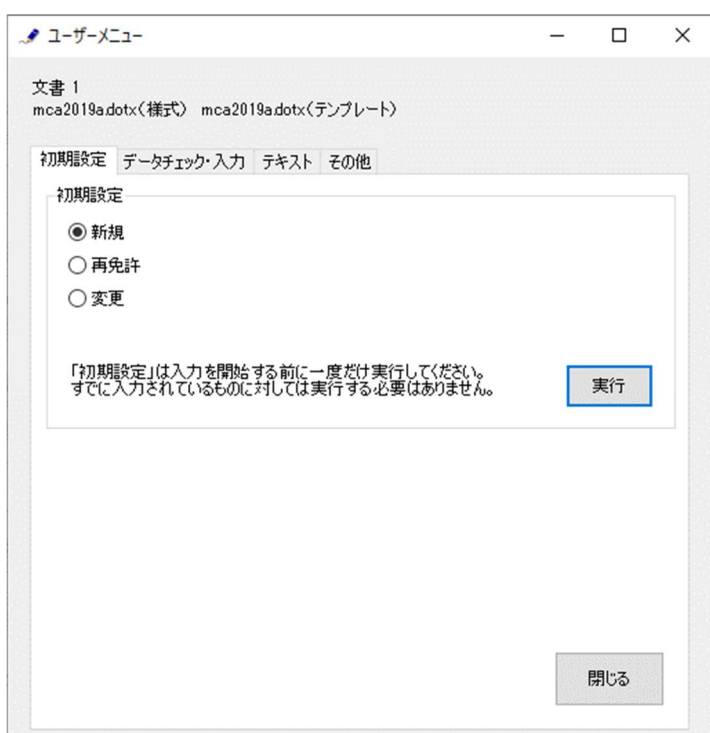 ユーザーメニュー
文書 1
mca2019a.dotx(様式) mca2019a.dotx(テンプレート)
初期設定 データチェック・入力 テキスト その他
初期設定
新規
再免許
変更
「初期設定」は入力を開始する前に一度だけ実行してください。
すでに入力されているものに対しては実行する必要はありません。
実行
閉じる